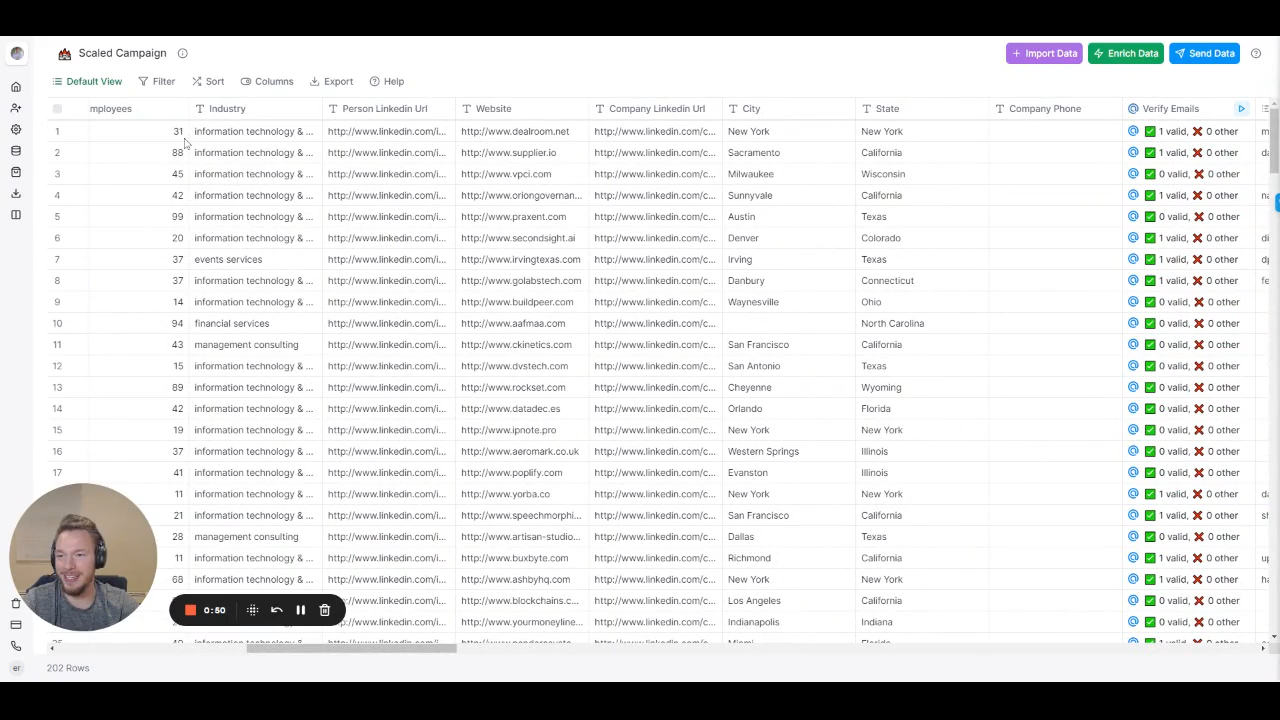 Scaled Campaign
Import Data Enrich Data Send Data
Default View Filter Sort Columns Export Help
mployees Industry Person Linkedin Url Website Company Linkedin Url City State Company Phone Verify Emails
1 31 information technology & ... http://www.linkedin.com/i... http://www.dealroom.net http://www.linkedin.com/c... New York New York 1 valid, 0 other m
2 88 information technology & ... http://www.linkedin.com/i... http://www.supplier.io http://www.linkedin.com/c... Sacramento California 1 valid, 0 other da
3 45 information technology & ... http://www.linkedin.com/i... http://www.vpci.com http://www.linkedin.com/c... Milwaukee Wisconsin 0 valid, 0 other
4 42 information technology & ... http://www.linkedin.com/i... http://www.oriongovernan... http://www.linkedin.com/c... Sunnyvale California 1 valid, 0 other na
5 99 information technology & ... http://www.linkedin.com/i... http://www.praxent.com http://www.linkedin.com/c... Austin Texas 0 valid, 0 other
6 20 information technology & ... http://www.linkedin.com/i... http://www.secondsight.ai http://www.linkedin.com/c... Denver Colorado 1 valid, 0 other di
7 37 events services http://www.linkedin.com/i... http://www.irvingtexas.com http://www.linkedin.com/c... Irving Texas 1 valid, 0 other dp
8 37 information technology & ... http://www.linkedin.com/i... http://www.golabstech.com http://www.linkedin.com/c... Danbury Connecticut 1 valid, 0 other fe
9 14 information technology & ... http://www.linkedin.com/i... http://www.buildpeer.com http://www.linkedin.com/c... Waynesville Ohio 0 valid, 0 other
10 94 financial services http://www.linkedin.com/i... http://www.aafmaa.com http://www.linkedin.com/c... North Carolina 0 valid, 0 other
11 43 management consulting http://www.linkedin.com/i... http://www.ckinetics.com http://www.linkedin.com/c... San Francisco California 0 valid, 0 other
12 15 information technology & ... http://www.linkedin.com/i... http://www.dvstech.com http://www.linkedin.com/c... San Antonio Texas 0 valid, 0 other
13 89 information technology & ... http://www.linkedin.com/i... http://www.rockset.com http://www.linkedin.com/c... Cheyenne Wyoming 0 valid, 0 other
14 42 information technology & ... http://www.linkedin.com/i... http://www.datadec.es http://www.linkedin.com/c... Orlando Florida 0 valid, 0 other
15 19 information technology & ... http://www.linkedin.com/i... http://www.ipnote.pro http://www.linkedin.com/c... New York New York 0 valid, 0 other
16 37 information technology & ... http://www.linkedin.com/i... http://www.aeromark.co.uk http://www.linkedin.com/c... Western Springs Illinois 0 valid, 0 other
17 41 information technology & ... http://www.linkedin.com/i... http://www.poplify.com http://www.linkedin.com/c... Evanston Illinois 0 valid, 0 other
11 information technology & ... http://www.linkedin.com/i... http://www.yorba.co http://www.linkedin.com/c... New York New York 1 valid, 0 other da
21 information technology & ... http://www.linkedin.com/i... http://www.speechmorphi... http://www.linkedin.com/c... San Francisco California 1 valid, 0 other sh
28 management consulting http://www.linkedin.com/i... http://www.artisan-studio... http://www.linkedin.com/c... Dallas Texas 0 valid, 0 other
11 information technology & ... http://www.linkedin.com/i... http://www.buxbyte.com http://www.linkedin.com/c... Richmond California 1 valid, 0 other up
68 information technology & ... http://www.linkedin.com/i... http://www.ashbyhq.com http://www.linkedin.com/c... New York New York 1 valid, 0 other ha
http://www.linkedin.com/i... http://www.blockchains.c... http://www.linkedin.com/c... Los Angeles California 0 valid, 0 other
0:50 http://www.linkedin.com/i... http://www.yourmoneyline... http://www.linkedin.com/c... Indianapolis Indiana 0 valid, 0 other
er 202 Rows